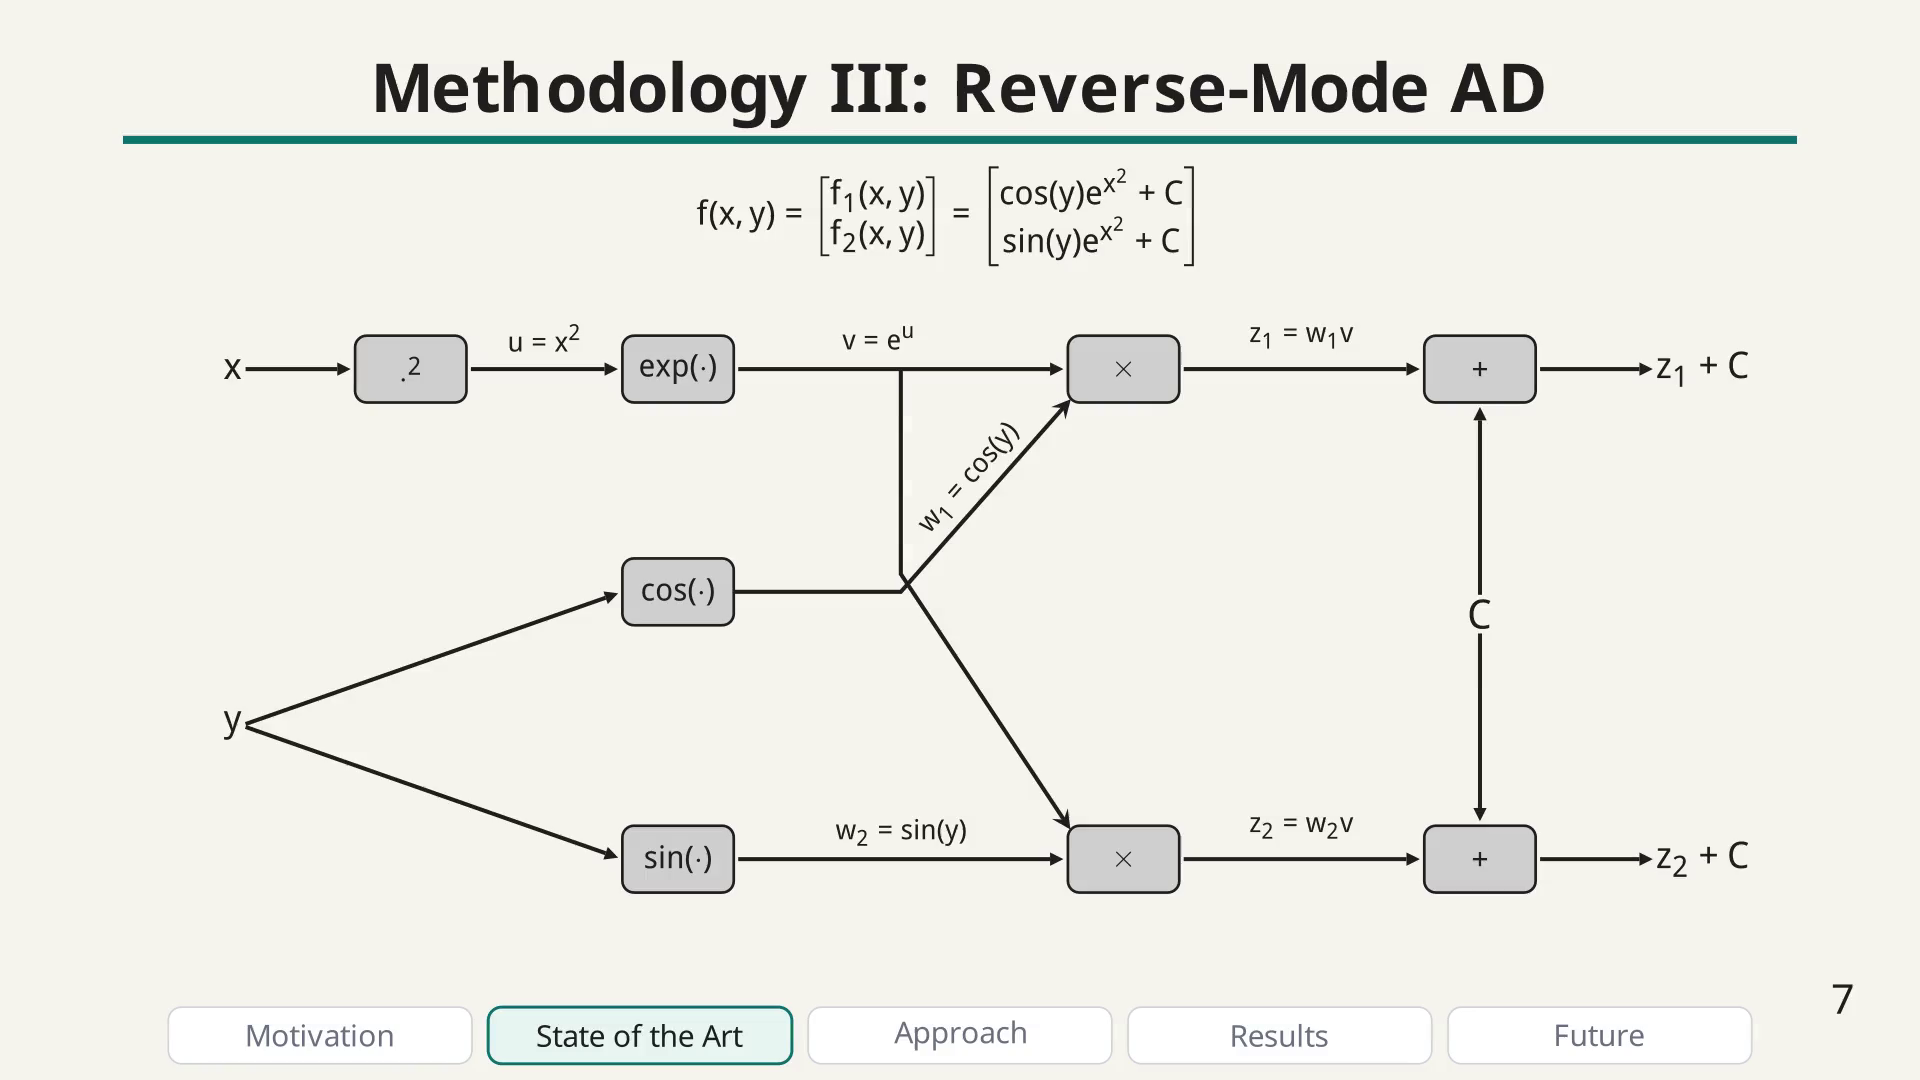 Methodology III: Reverse-Mode AD
f(x, y) = [f₁(x, y) f₂(x, y)] = [cos(y)e^x² + C sin(y)e^x² + C]
x
.²
u = x²
exp(·)
v = eᵘ
×
z₁ = w₁v
+
z₁ + C
w₁ = cos(y)
cos(·)
C
y
sin(·)
w₂ = sin(y)
×
z₂ = w₂v
+
z₂ + C
7
Motivation
State of the Art
Approach
Results
Future